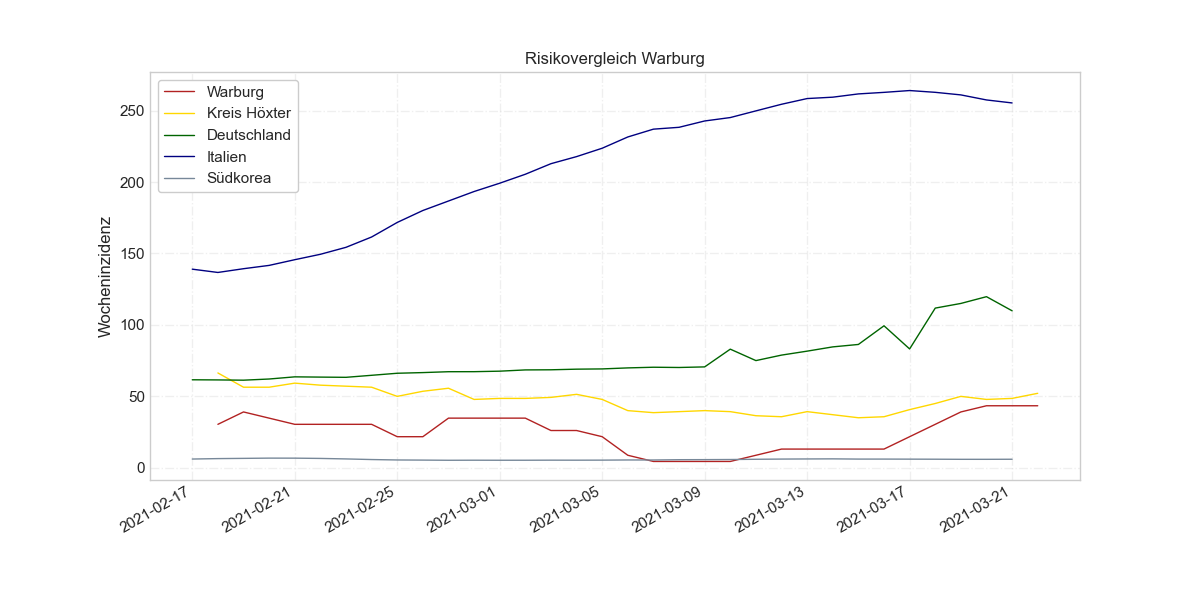 Risikovergleich Warburg
Warburg
Kreis Höxter
Deutschland
Italien
Südkorea
Wocheninzidenz
250
200
150
100
50
0
2021-02-17
2021-02-21
2021-02-25
2021-03-01
2021-03-05
2021-03-09
2021-03-13
2021-03-17
2021-03-21